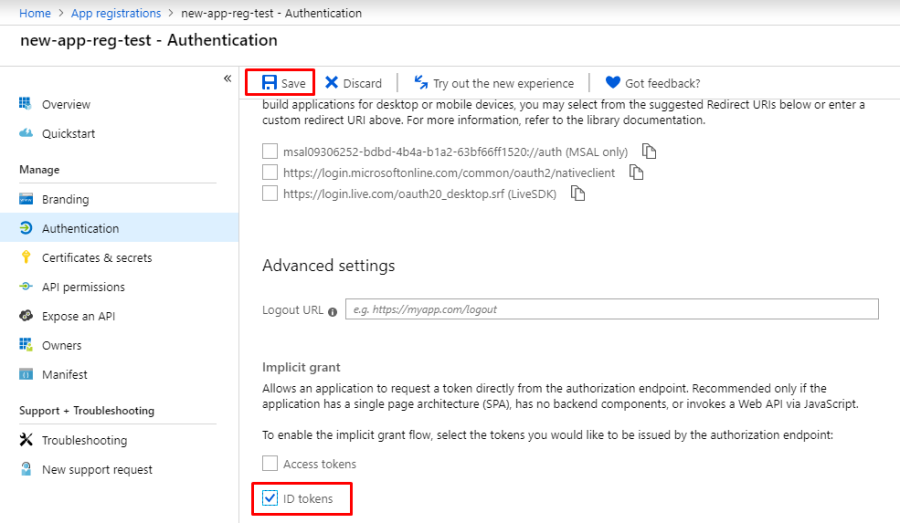 Home > App registrations > new-app-reg-test - Authentication
new-app-reg-test - Authentication
«
Save Discard Try out the new experience Got feedback?
Overview
Quickstart
Manage
Branding
Authentication
Certificates & secrets
API permissions
Expose an API
Owners
Manifest
Support + Troubleshooting
Troubleshooting
New support request
build applications for desktop or mobile devices, you may select from the suggested Redirect URIs below or enter a
custom redirect URI above. For more information, refer to the library documentation.
msal09306252-bdbd-4b4a-b1a2-63bf66ff1520://auth (MSAL only)
https://login.microsoftonline.com/common/oauth2/nativeclient
https://login.live.com/oauth20_desktop.srf (LiveSDK)
Advanced settings
Logout URL e.g. https://myapp.com/logout
Implicit grant
Allows an application to request a token directly from the authorization endpoint. Recommended only if the
application has a single page architecture (SPA), has no backend components, or invokes a Web API via JavaScript.
To enable the implicit grant flow, select the tokens you would like to be issued by the authorization endpoint:
Access tokens
ID tokens